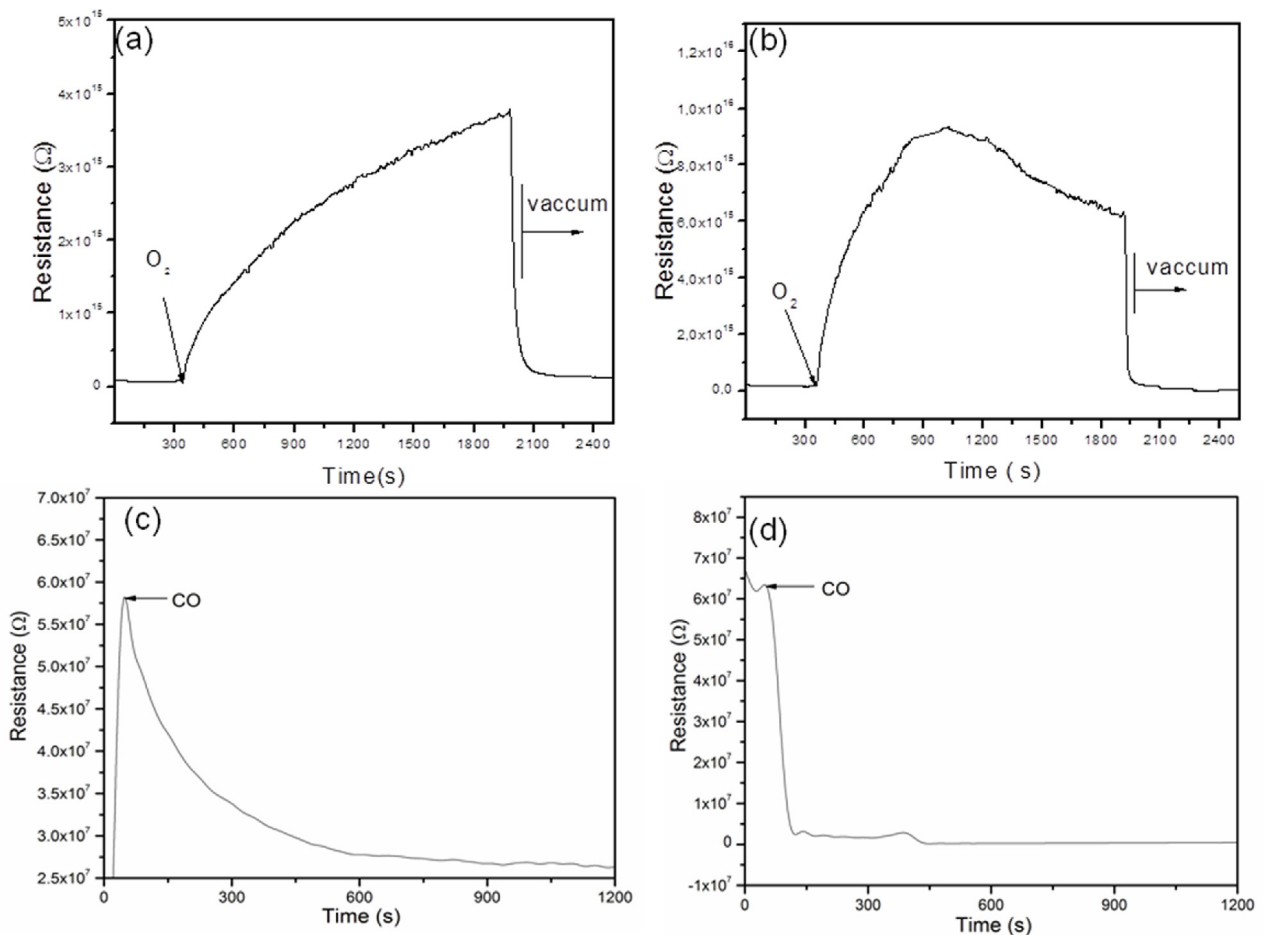 (a)
5x10¹⁵
4x10¹⁵
3x10¹⁵
2x10¹⁵
1x10¹⁵
0
Resistance (Ω)
O₂
vaccum
300 600 900 1200 1500 1800 2100 2400
Time(s)
(b)
1,2x10¹⁶
1,0x10¹⁶
8,0x10¹⁵
6,0x10¹⁵
4,0x10¹⁵
2,0x10¹⁵
0,0
Resistance (Ω)
O₂
vaccum
300 600 900 1200 1500 1800 2100 2400
Time ( s)
(c)
7.0x10⁷
6.5x10⁷
6.0x10⁷
5.5x10⁷
5.0x10⁷
4.5x10⁷
4.0x10⁷
3.5x10⁷
3.0x10⁷
2.5x10⁷
Resistance (Ω)
CO
0 300 600 900 1200
Time (s)
(d)
8x10⁷
7x10⁷
6x10⁷
5x10⁷
4x10⁷
3x10⁷
2x10⁷
1x10⁷
0
-1x10⁷
Resistance (Ω)
CO
0 300 600 900 1200
Time (s)